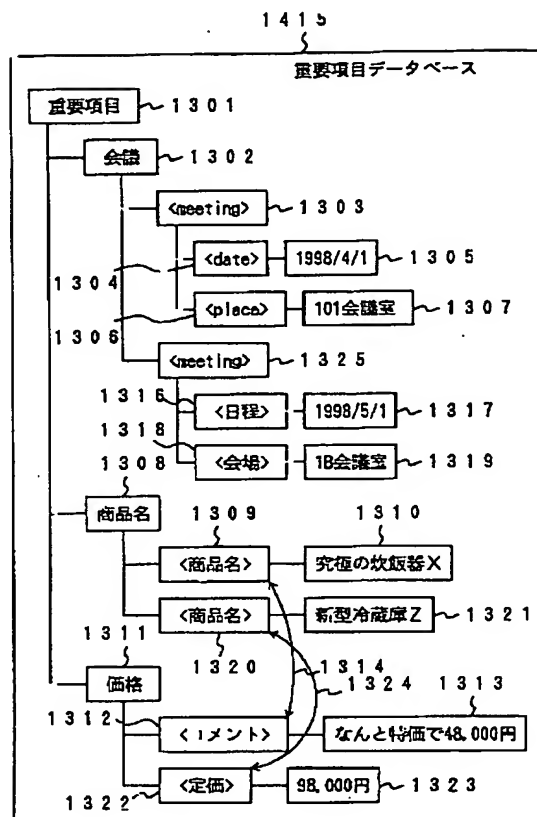 1415
重要項目データベース
重要項目 1301
会議 1302
<meeting> 1303
<date> 1998/4/1 1305
1304
<place> 101会議室 1307
1306
<meeting> 1325
1316
<日程> 1998/5/1 1317
1318
<会場> 1B会議室 1319
1308
商品名 1309 1310
<商品名> 究極の炊飯器X
<商品名> 新型冷蔵庫Z 1321
1311 1320 1314
価格 1324 1313
1312
<コメント> なんと特価で48,000円
<定価> 98,000円 1323
1322